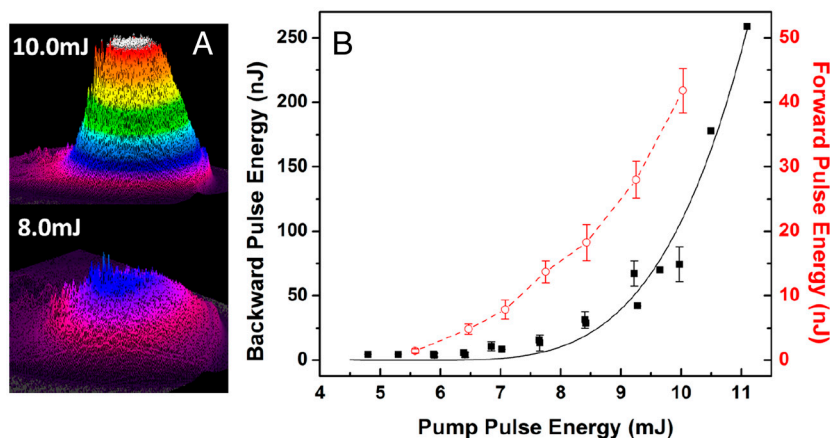 10.0mJ
A
8.0mJ
B
Backward Pulse Energy (nJ)
250
200
150
100
50
0
4 5 6 7 8 9 10 11
Pump Pulse Energy (mJ)
50
40
30
20
10
0
Forward Pulse Energy (nJ)